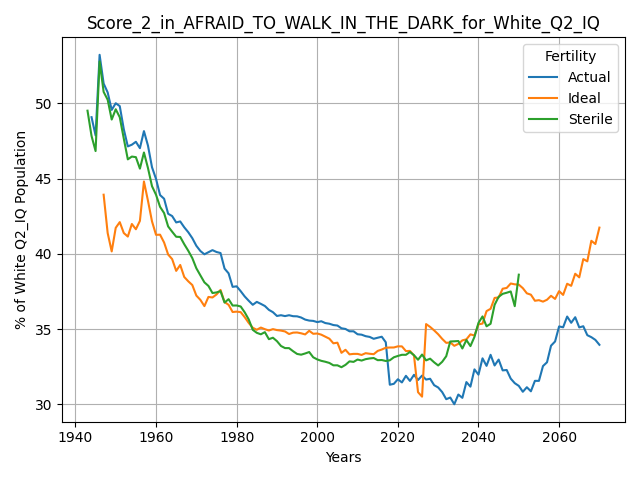 Score_2_in_AFRAID_TO_WALK_IN_THE_DARK_for_White_Q2_IQ
Fertility
Actual
Ideal
Sterile
% of White Q2_IQ Population
50
45
40
35
30
1940
1960
1980
2000
2020
2040
2060
Years